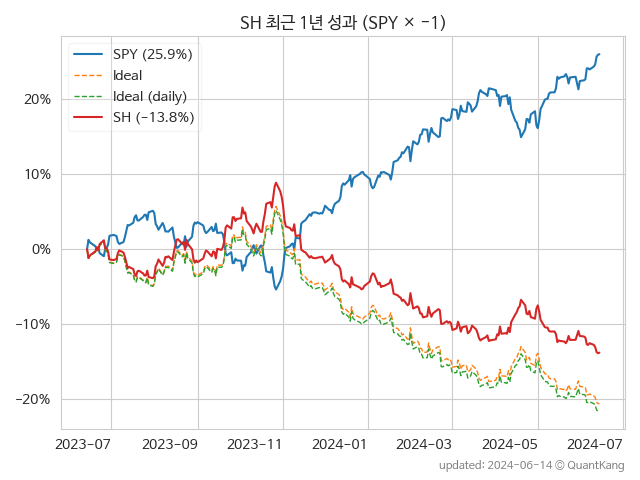 SH 최근 1년 성과 (SPY × −1)
SPY (25.9%)
Ideal
Ideal (daily)
SH (−13.8%)
20%
10%
0%
−10%
−20%
2023-07 2023-09 2023-11 2024-01 2024-03 2024-05 2024-07
updated: 2024-06-14 © QuantKang